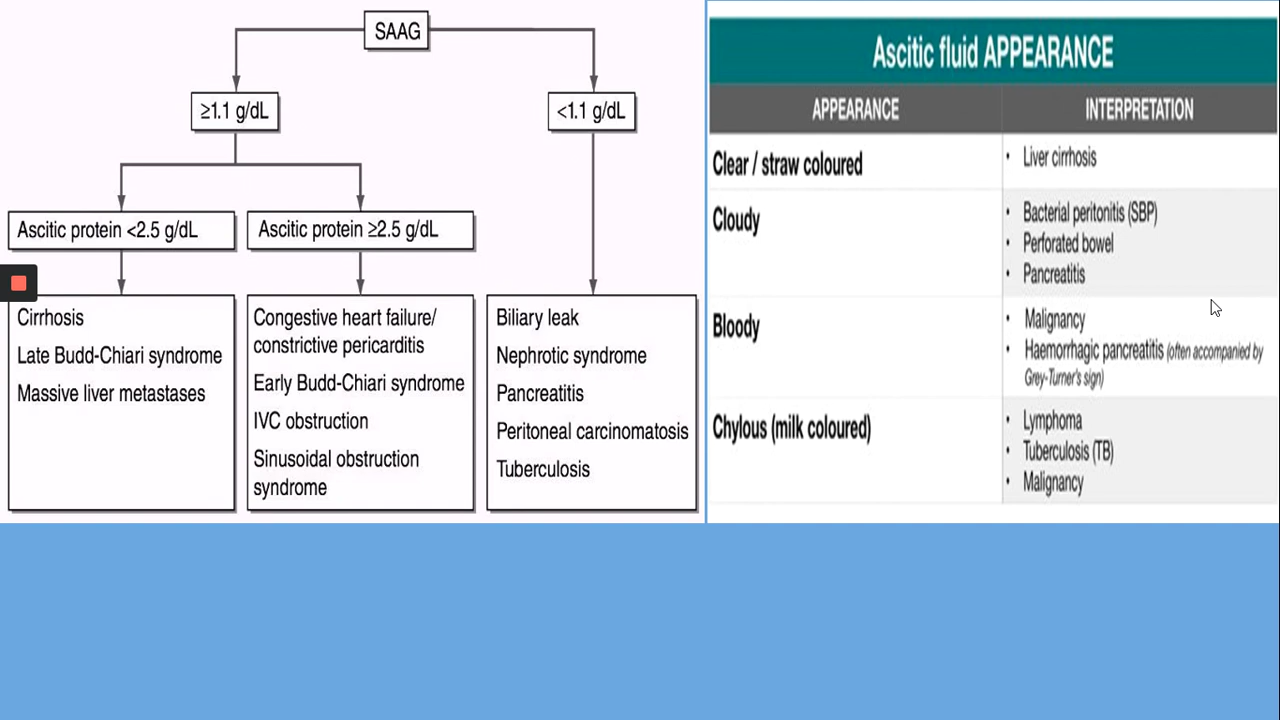 SAAG
≥1.1 g/dL
<1.1 g/dL
Ascitic protein <2.5 g/dL
Ascitic protein ≥2.5 g/dL
Cirrhosis
Late Budd-Chiari syndrome
Massive liver metastases
Congestive heart failure/
constrictive pericarditis
Early Budd-Chiari syndrome
IVC obstruction
Sinusoidal obstruction
syndrome
Biliary leak
Nephrotic syndrome
Pancreatitis
Peritoneal carcinomatosis
Tuberculosis
Ascitic fluid APPEARANCE
APPEARANCE
INTERPRETATION
Clear / straw coloured
• Liver cirrhosis
Cloudy
• Bacterial peritonitis (SBP)
• Perforated bowel
• Pancreatitis
Bloody
• Malignancy
• Haemorrhagic pancreatitis (often accompanied by
Grey-Turner's sign)
Chylous (milk coloured)
• Lymphoma
• Tuberculosis (TB)
• Malignancy